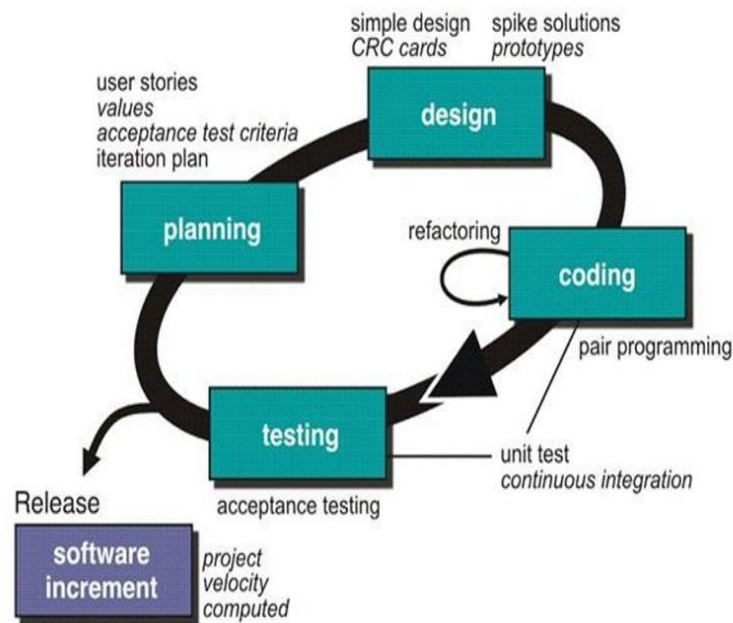 simple design
CRC cards
spike solutions
prototypes
user stories
values
acceptance test criteria
iteration plan
design
planning
refactoring
coding
pair programming
testing
unit test
continuous integration
acceptance testing
Release
software
increment
project
velocity
computed